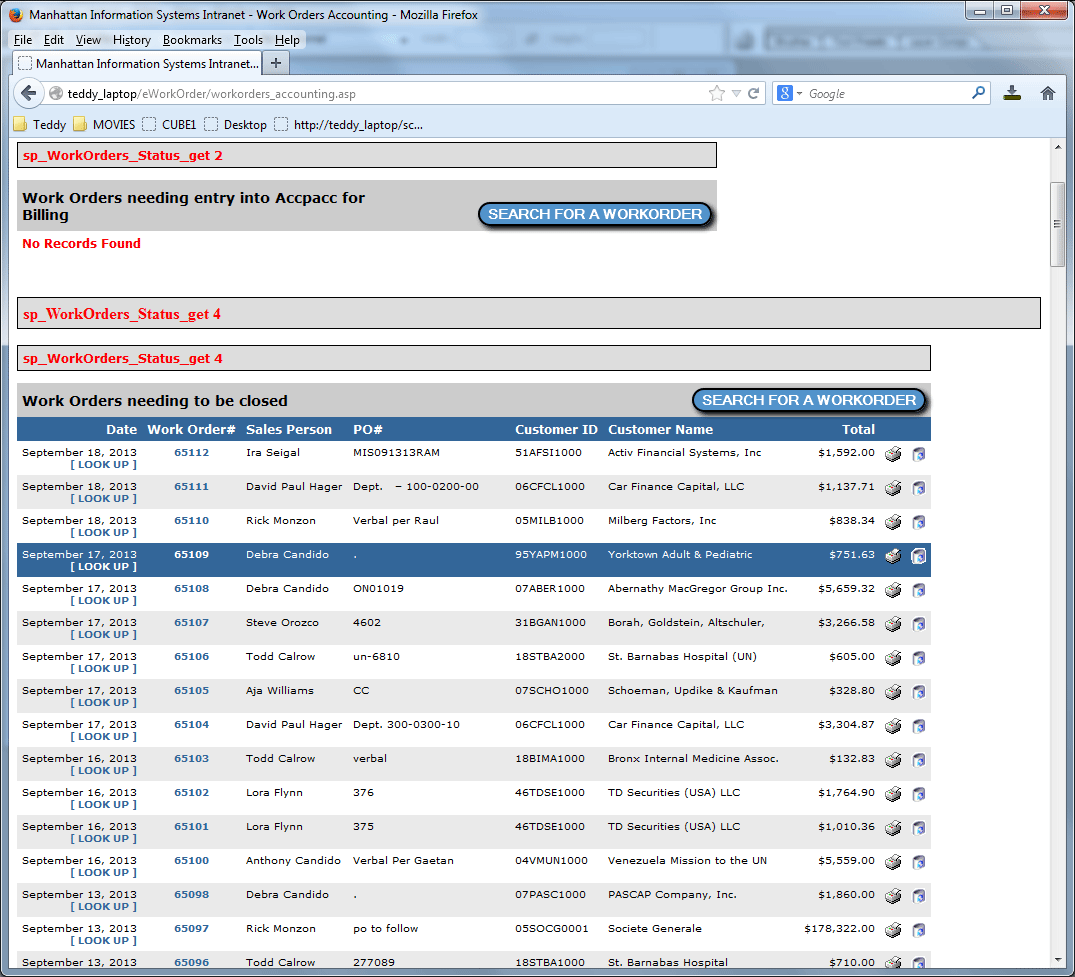 Manhattan Information Systems Intranet - Work Orders Accounting - Mozilla Firefox
File Edit View History Bookmarks Tools Help
Manhattan Information Systems Intranet... +
teddy_laptop/eWorkOrder/workorders_accounting.asp 8 Google
Teddy MOVIES CUBE1 Desktop http://teddy_laptop/sc...
sp_WorkOrders_Status_get 2
Work Orders needing entry into Accpacc for
Billing
SEARCH FOR A WORKORDER
No Records Found
sp_WorkOrders_Status_get 4
sp_WorkOrders_Status_get 4
Work Orders needing to be closed SEARCH FOR A WORKORDER
Date Work Order# Sales Person PO# Customer ID Customer Name Total
September 18, 2013 65112 Ira Seigal MIS091313RAM 51AFSI1000 Activ Financial Systems, Inc $1,592.00
[ LOOK UP ]
September 18, 2013 65111 David Paul Hager Dept. – 100-0200-00 06CFCL1000 Car Finance Capital, LLC $1,137.71
[ LOOK UP ]
September 18, 2013 65110 Rick Monzon Verbal per Raul 05MILB1000 Milberg Factors, Inc $838.34
[ LOOK UP ]
September 17, 2013 65109 Debra Candido . 95YAPM1000 Yorktown Adult & Pediatric $751.63
[ LOOK UP ]
September 17, 2013 65108 Debra Candido ON01019 07ABER1000 Abernathy MacGregor Group Inc. $5,659.32
[ LOOK UP ]
September 17, 2013 65107 Steve Orozco 4602 31BGAN1000 Borah, Goldstein, Altschuler, $3,266.58
[ LOOK UP ]
September 17, 2013 65106 Todd Calrow un-6810 18STBA2000 St. Barnabas Hospital (UN) $605.00
[ LOOK UP ]
September 17, 2013 65105 Aja Williams CC 07SCHO1000 Schoeman, Updike & Kaufman $328.80
[ LOOK UP ]
September 17, 2013 65104 David Paul Hager Dept. 300-0300-10 06CFCL1000 Car Finance Capital, LLC $3,304.87
[ LOOK UP ]
September 16, 2013 65103 Todd Calrow verbal 18BIMA1000 Bronx Internal Medicine Assoc. $132.83
[ LOOK UP ]
September 16, 2013 65102 Lora Flynn 376 46TDSE1000 TD Securities (USA) LLC $1,764.90
[ LOOK UP ]
September 16, 2013 65101 Lora Flynn 375 46TDSE1000 TD Securities (USA) LLC $1,010.36
[ LOOK UP ]
September 16, 2013 65100 Anthony Candido Verbal Per Gaetan 04VMUN1000 Venezuela Mission to the UN $5,559.00
[ LOOK UP ]
September 13, 2013 65098 Debra Candido . 07PASC1000 PASCAP Company, Inc. $1,860.00
[ LOOK UP ]
September 13, 2013 65097 Rick Monzon po to follow 05SOCG0001 Societe Generale $178,322.00
[ LOOK UP ]
September 13, 2013 65096 Todd Calrow 277089 18STBA1000 St. Barnabas Hospital $710.00